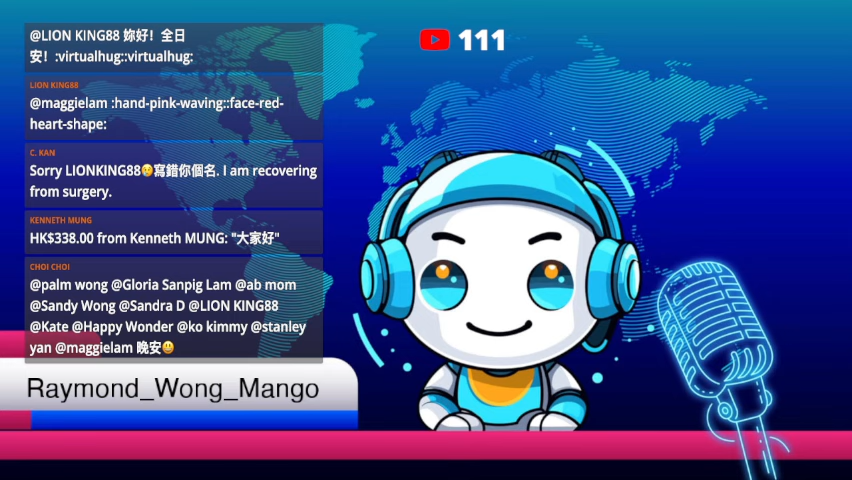 @LION KING88 妳好！全日
安！:virtualhug::virtualhug:
LION KING88
@maggielam :hand-pink-waving::face-red-
heart-shape:
C. KAN
Sorry LIONKING88🥲寫錯你個名. I am recovering
from surgery.
KENNETH MUNG
HK$338.00 from Kenneth MUNG: "大家好"
CHOI CHOI
@palm wong @Gloria Sanpig Lam @ab mom
@Sandy Wong @Sandra D @LION KING88
@Kate @Happy Wonder @ko kimmy @stanley
yan @maggielam 晚安😃
111
Raymond_Wong_Mango